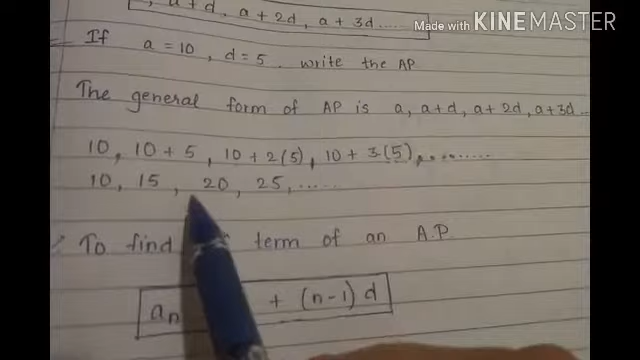 a + d, a + 2d, a + 3d.....
Made with KINEMASTER
If a = 10, d = 5. write the AP
The general form of AP is a, a+d, a+2d, a+3d...
10, 10 + 5, 10 + 2(5), 10 + 3(5), ........
10, 15, 20, 25, .....
To find term of an A.P.
an + (n-1) d